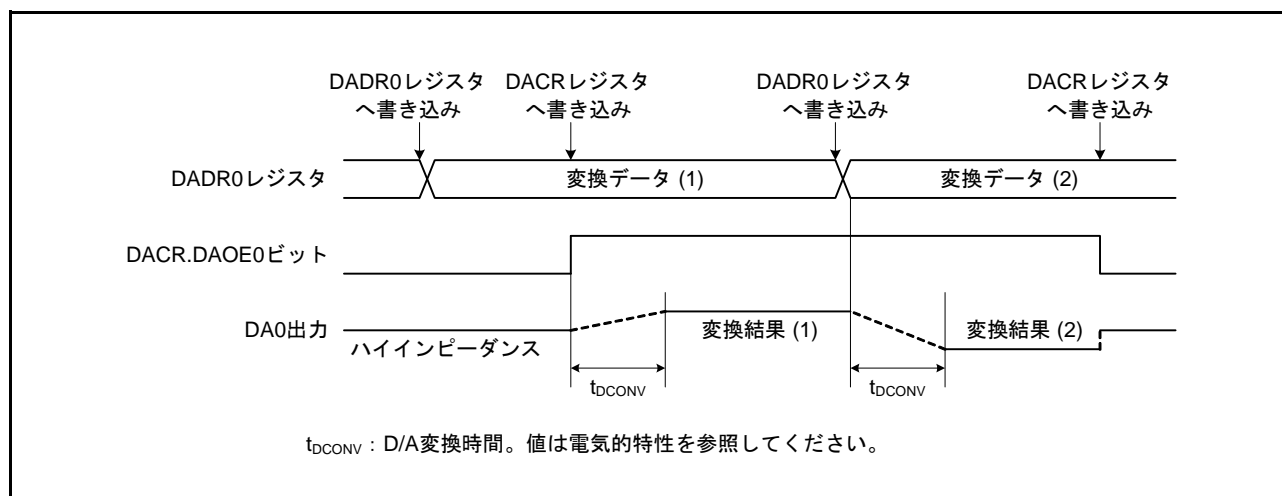 DADR0レジスタ
へ書き込み
DACRレジスタ
へ書き込み
DADR0レジスタ
へ書き込み
DACRレジスタ
へ書き込み
DADR0レジスタ
変換データ (1)
変換データ (2)
DACR.DAOE0ビット
DA0出力
ハイインピーダンス
変換結果 (1)
変換結果 (2)
tDCONV
tDCONV
tDCONV：D/A変換時間。値は電気的特性を参照してください。